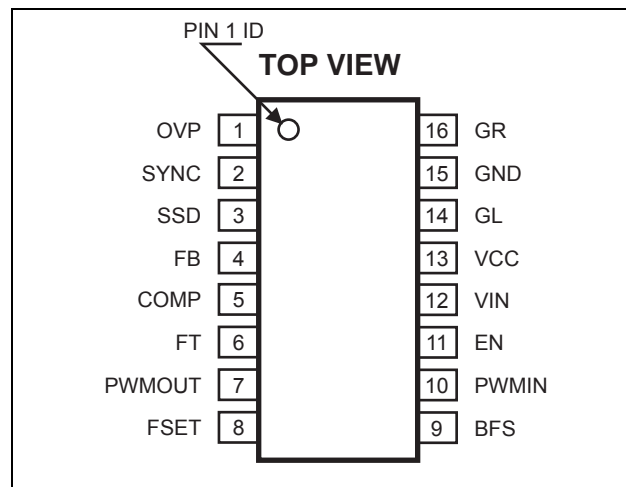 PIN 1 ID
TOP VIEW
OVP 1 16 GR
SYNC 2 15 GND
SSD 3 14 GL
FB 4 13 VCC
COMP 5 12 VIN
FT 6 11 EN
PWMOUT 7 10 PWMIN
FSET 8 9 BFS